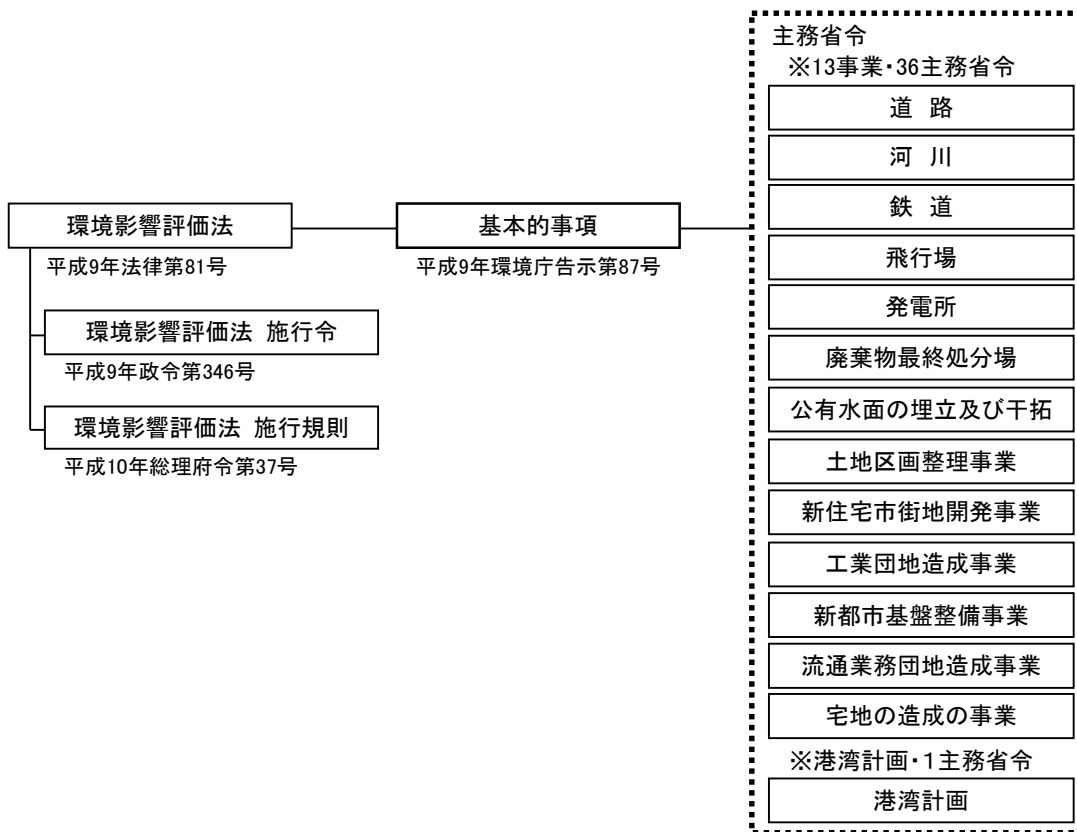 環境影響評価法
平成9年法律第81号
環境影響評価法 施行令
平成9年政令第346号
環境影響評価法 施行規則
平成10年総理府令第37号
基本的事項
平成9年環境庁告示第87号
主務省令
※13事業・36主務省令
道 路
河 川
鉄 道
飛行場
発電所
廃棄物最終処分場
公有水面の埋立及び干拓
土地区画整理事業
新住宅市街地開発事業
工業団地造成事業
新都市基盤整備事業
流通業務団地造成事業
宅地の造成の事業
※港湾計画・1主務省令
港湾計画